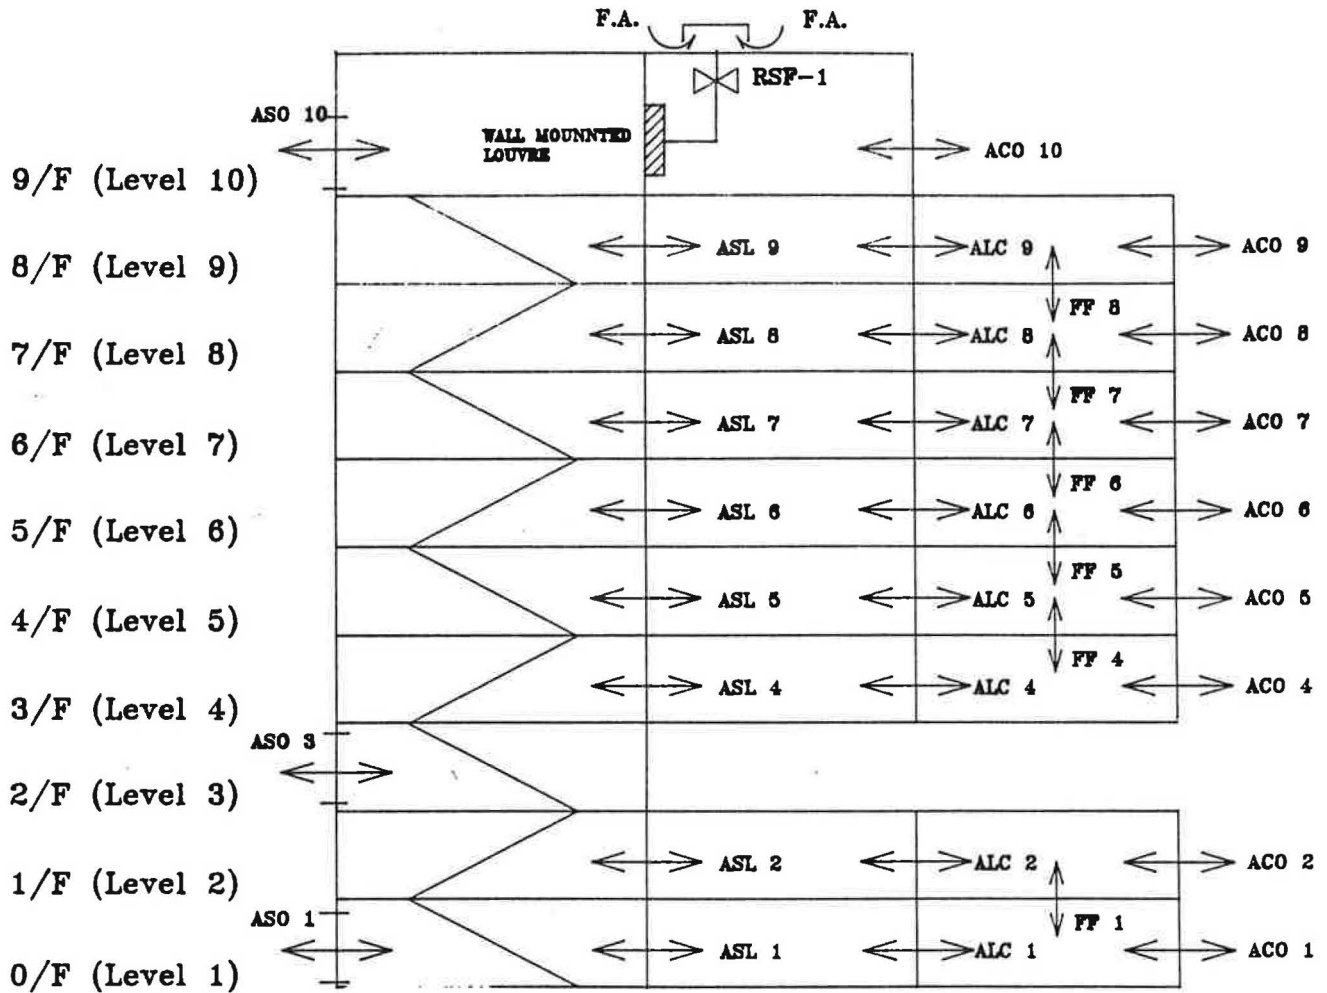 F.A. F.A.
RSF-1
ASO 10
WALL MOUNNTED
LOUVRE
ACO 10
9/F (Level 10)
ASL 9 ALC 9 ACO 9
8/F (Level 9)
FF 8
ASL 8 ALC 8 ACO 8
7/F (Level 8)
FF 7
ASL 7 ALC 7 ACO 7
6/F (Level 7)
FF 6
ASL 6 ALC 6 ACO 6
5/F (Level 6)
FF 5
ASL 5 ALC 5 ACO 5
4/F (Level 5)
FF 4
ASL 4 ALC 4 ACO 4
3/F (Level 4)
ASO 3
2/F (Level 3)
ASL 2 ALC 2 ACO 2
1/F (Level 2)
ASO 1
FF 1
ASL 1 ALC 1 ACO 1
0/F (Level 1)